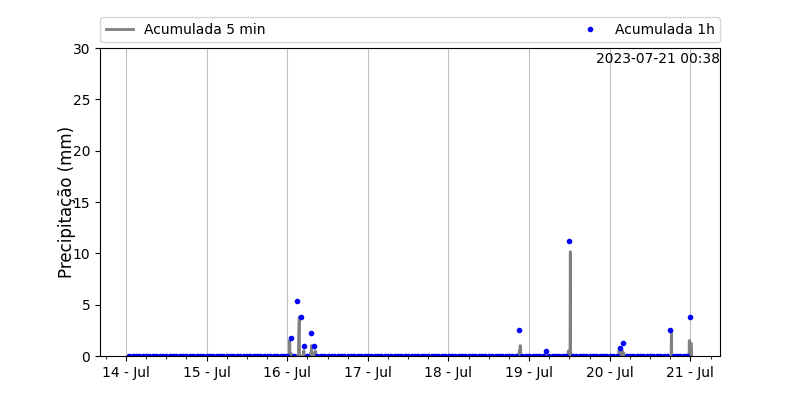 Acumulada 5 min
Acumulada 1h
2023-07-21 00:38
Precipitação (mm)
30
25
20
15
10
5
0
14 - Jul
15 - Jul
16 - Jul
17 - Jul
18 - Jul
19 - Jul
20 - Jul
21 - Jul